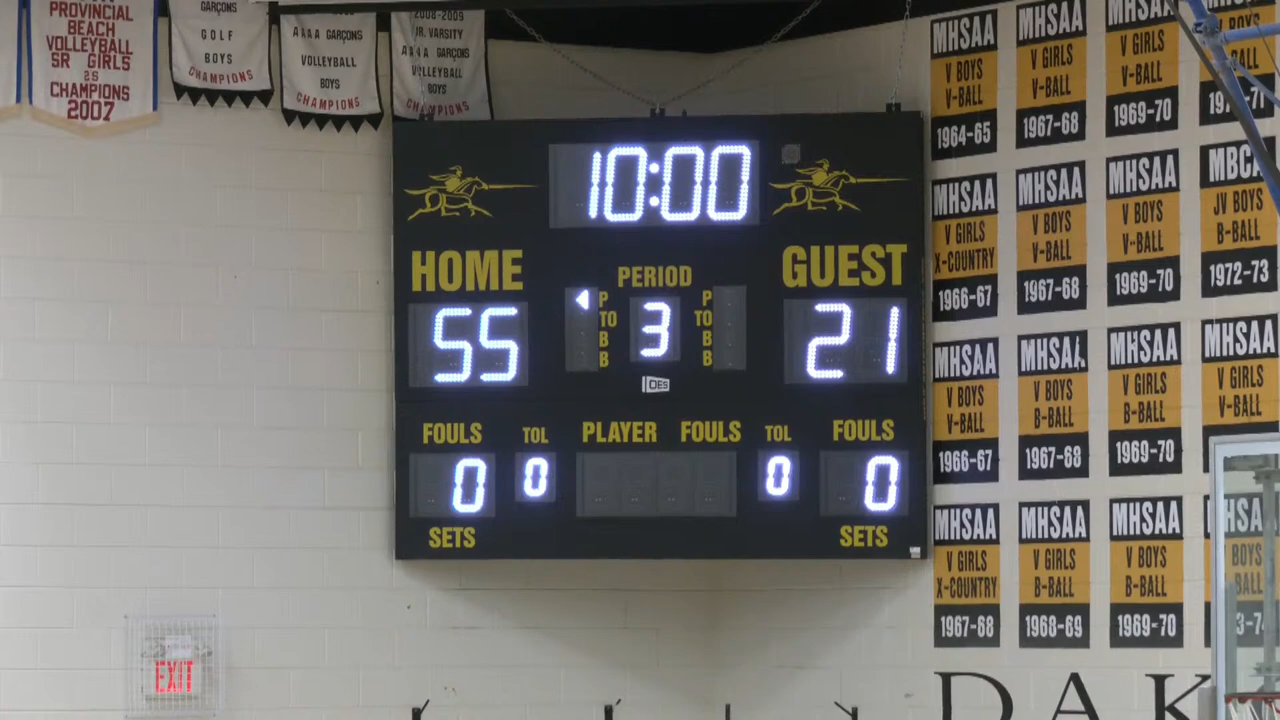 PROVINCIAL
BEACH
VOLLEYBALL
SR GIRLS
2S
CHAMPIONS
2007
GARÇONS
GOLF
BOYS
CHAMPIONS
AAAA GARÇONS
VOLLEYBALL
BOYS
CHAMPIONS
2008-2009
JR. VARSITY
AAAA GARÇONS
VOLLEYBALL
BOYS
CHAMPIONS
10:00
HOME
GUEST
PERIOD
55
P
TO
B
B
3
P
TO
B
B
21
OES
FOULS
TOL
PLAYER FOULS
TOL
FOULS
0
0
0
0
SETS
SETS
MHSAA
V BOYS
V-BALL
1964-65
MHSAA
V GIRLS
V-BALL
1967-68
MHSAA
V GIRLS
V-BALL
1969-70
BOYS
MHSAA
V GIRLS
X-COUNTRY
1966-67
MHSAA
V BOYS
V-BALL
1967-68
MHSAA
V BOYS
V-BALL
1969-70
MBCA
JV BOYS
B-BALL
1972-73
MHSAA
V BOYS
V-BALL
1966-67
MHSAA
V BOYS
B-BALL
1967-68
MHSAA
V GIRLS
B-BALL
1969-70
MHSAA
V GIRLS
V-BALL
MHSAA
V GIRLS
X-COUNTRY
1967-68
MHSAA
V GIRLS
B-BALL
1968-69
MHSAA
V BOYS
B-BALL
1969-70
BOYS
EXIT
DAK